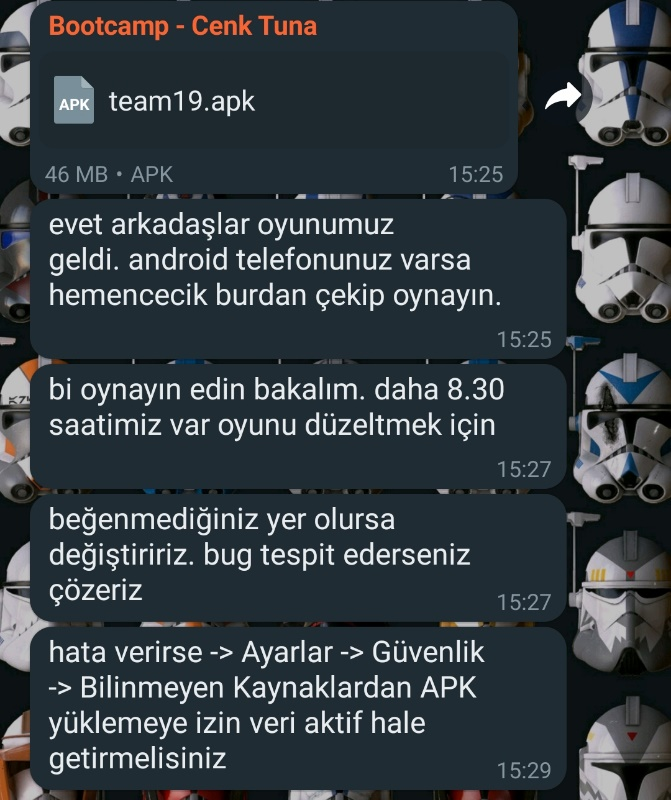 Bootcamp - Cenk Tuna
APK
team19.apk
46 MB • APK
15:25
evet arkadaşlar oyunumuz
geldi. android telefonunuz varsa
hemencecik burdan çekip oynayın.
15:25
bi oynayın edin bakalım. daha 8.30
saatimiz var oyunu düzeltmek için
15:27
beğenmediğiniz yer olursa
değiştiririz. bug tespit ederseniz
çözeriz
15:27
hata verirse -> Ayarlar -> Güvenlik
-> Bilinmeyen Kaynaklardan APK
yüklemeye izin veri aktif hale
getirmelisiniz
15:29